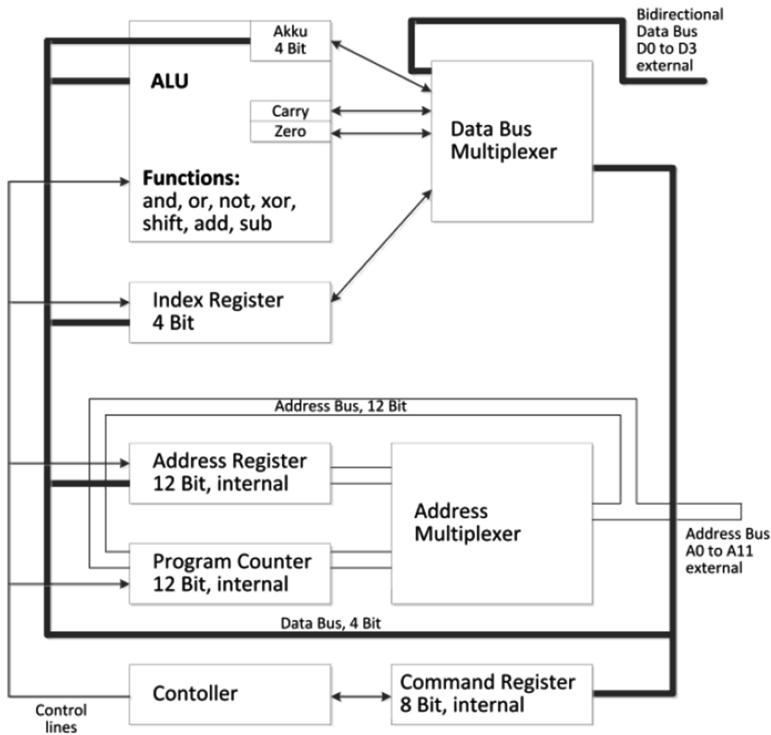 Akku
4 Bit
Bidirectional
Data Bus
D0 to D3
external
ALU
Carry
Zero
Data Bus
Multiplexer
Functions:
and, or, not, xor,
shift, add, sub
Index Register
4 Bit
Address Bus, 12 Bit
Address Register
12 Bit, internal
Address
Multiplexer
Address Bus
A0 to A11
external
Program Counter
12 Bit, internal
Data Bus, 4 Bit
Contoller
Command Register
8 Bit, internal
Control
lines